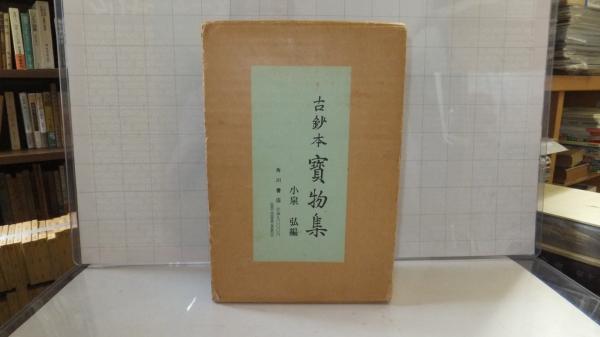 古鈔本 寳物集
小泉 弘編
角川書店